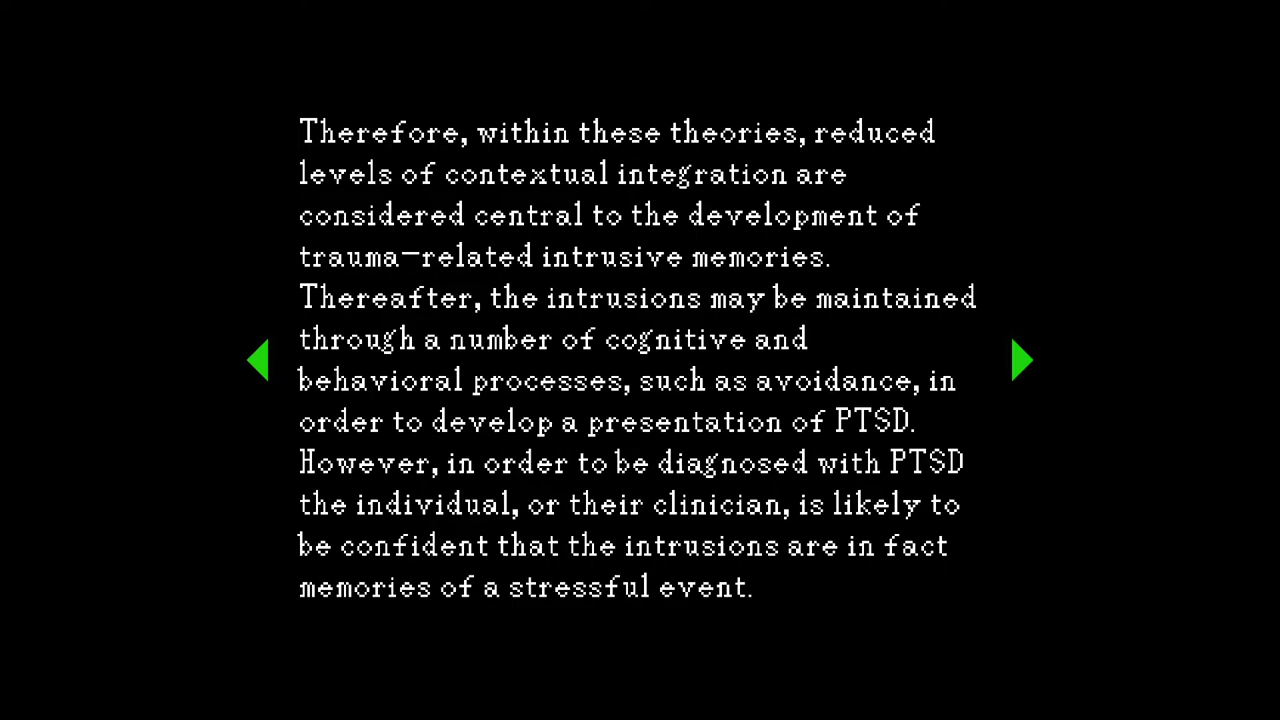 Therefore, within these theories, reduced
levels of contextual integration are
considered central to the development of
trauma-related intrusive memories.
Thereafter, the intrusions may be maintained
through a number of cognitive and
behavioral processes, such as avoidance, in
order to develop a presentation of PTSD.
However, in order to be diagnosed with PTSD
the individual, or their clinician, is likely to
be confident that the intrusions are in fact
memories of a stressful event.